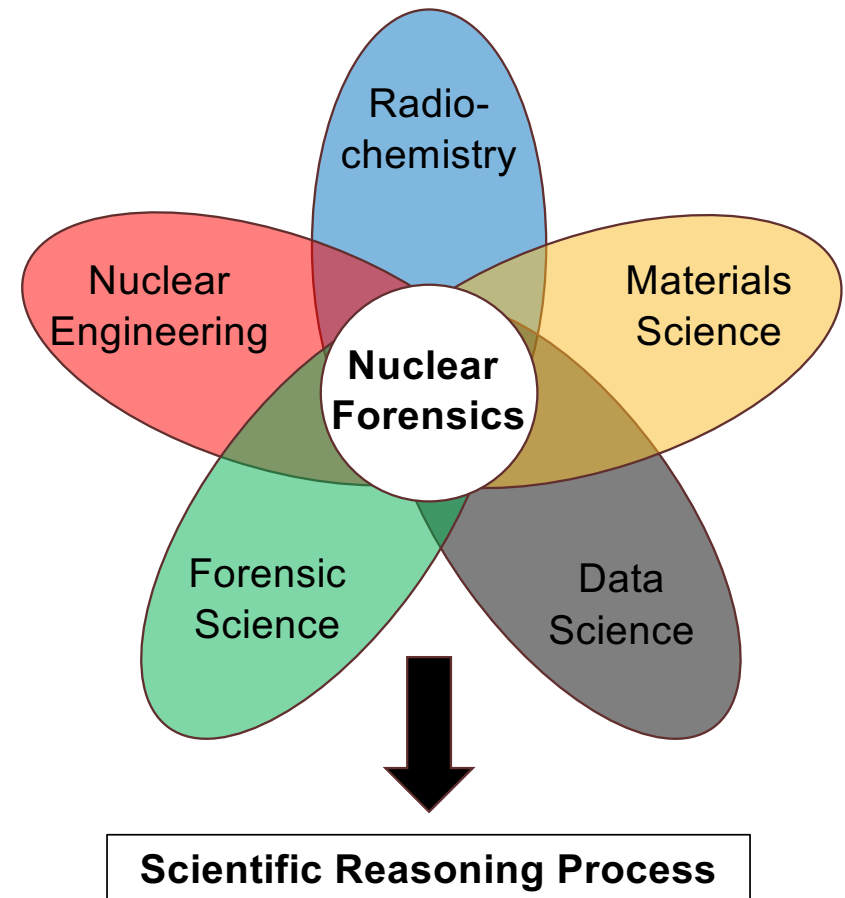 Radio-
chemistry
Nuclear
Engineering
Materials
Science
Nuclear
Forensics
Forensic
Science
Data
Science
Scientific Reasoning Process